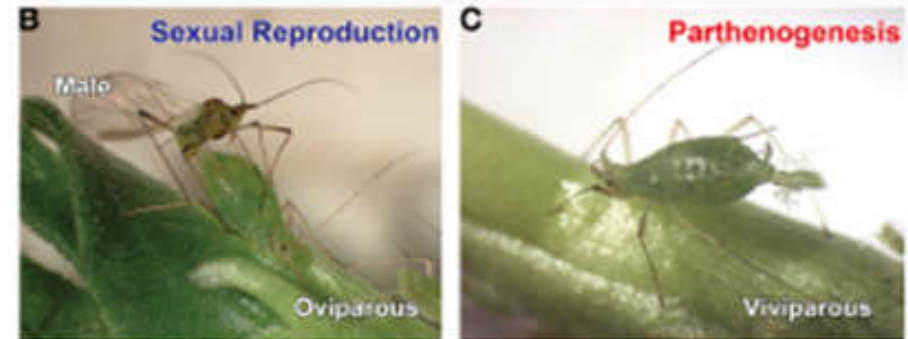 B
Sexual Reproduction
Male
Oviparous
C
Parthenogenesis
Viviparous